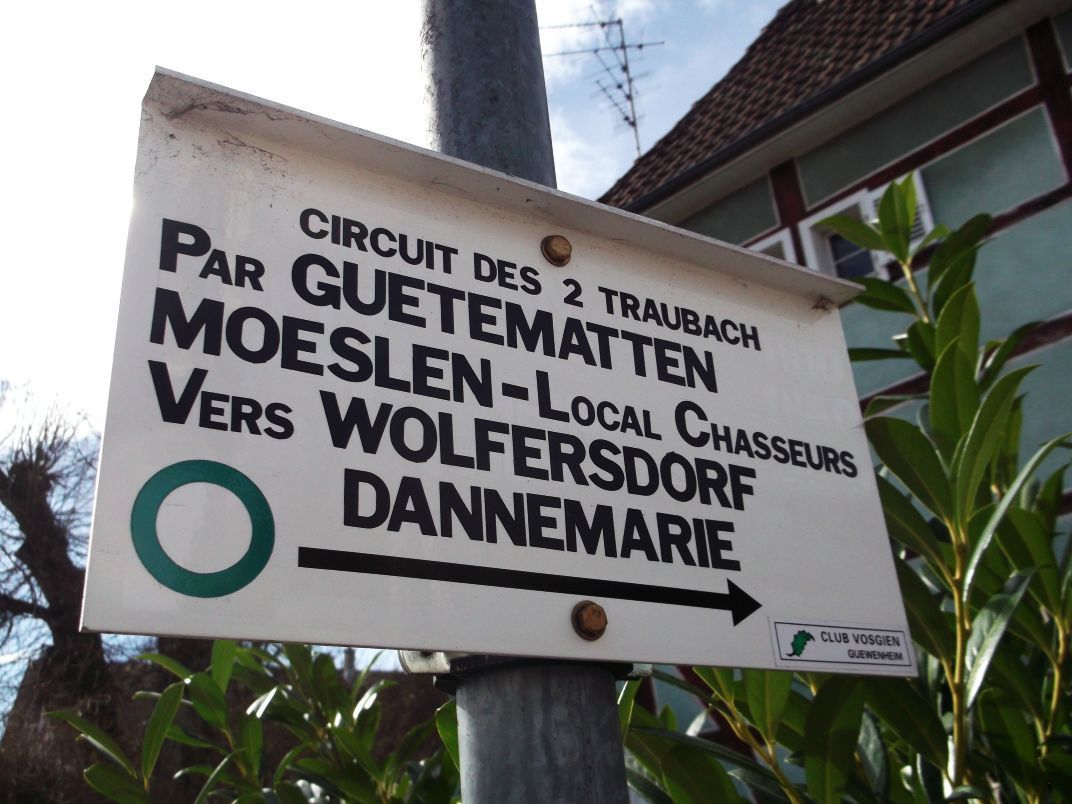 CIRCUIT DES 2 TRAUBACH
PAR GUETEMATTEN
MOESLEN-LOCAL CHASSEURS
VERS WOLFERSDORF
DANNEMARIE
CLUB VOSGIEN
GUEWENHEIM